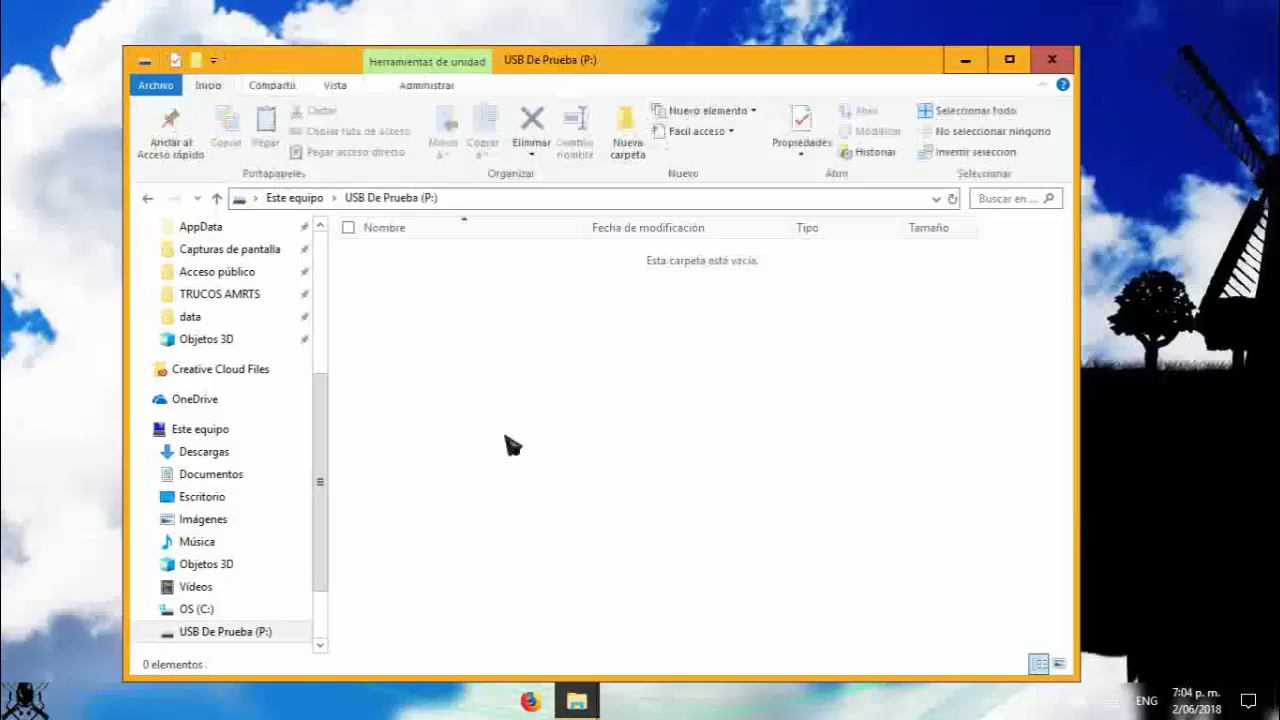 Herramientas de unidad
USB De Prueba (P:)
Archivo
Inicio
Compartir
Vista
Administrar
Anclar al
Acceso rápido
Copiar
Pegar
Cortar
Copiar ruta de acceso
Pegar acceso directo
Portapapeles
Mover
a
Copiar
a
Eliminar
Cambiar
nombre
Organizar
Nueva
carpeta
Nuevo elemento
Fácil acceso
Nuevo
Propiedades
Abrir
Modificar
Historial
Abrir
Seleccionar todo
No seleccionar ninguno
Invertir selección
Seleccionar
Este equipo
USB De Prueba (P:)
Buscar en ...
Nombre
Fecha de modificación
Tipo
Tamaño
Esta carpeta está vacía.
AppData
Capturas de pantalla
Acceso público
TRUCOS AMRTS
data
Objetos 3D
Creative Cloud Files
OneDrive
Este equipo
Descargas
Documentos
Escritorio
Imágenes
Música
Objetos 3D
Vídeos
OS (C:)
USB De Prueba (P:)
0 elementos
ENG
7:04 p. m.
2/06/2018